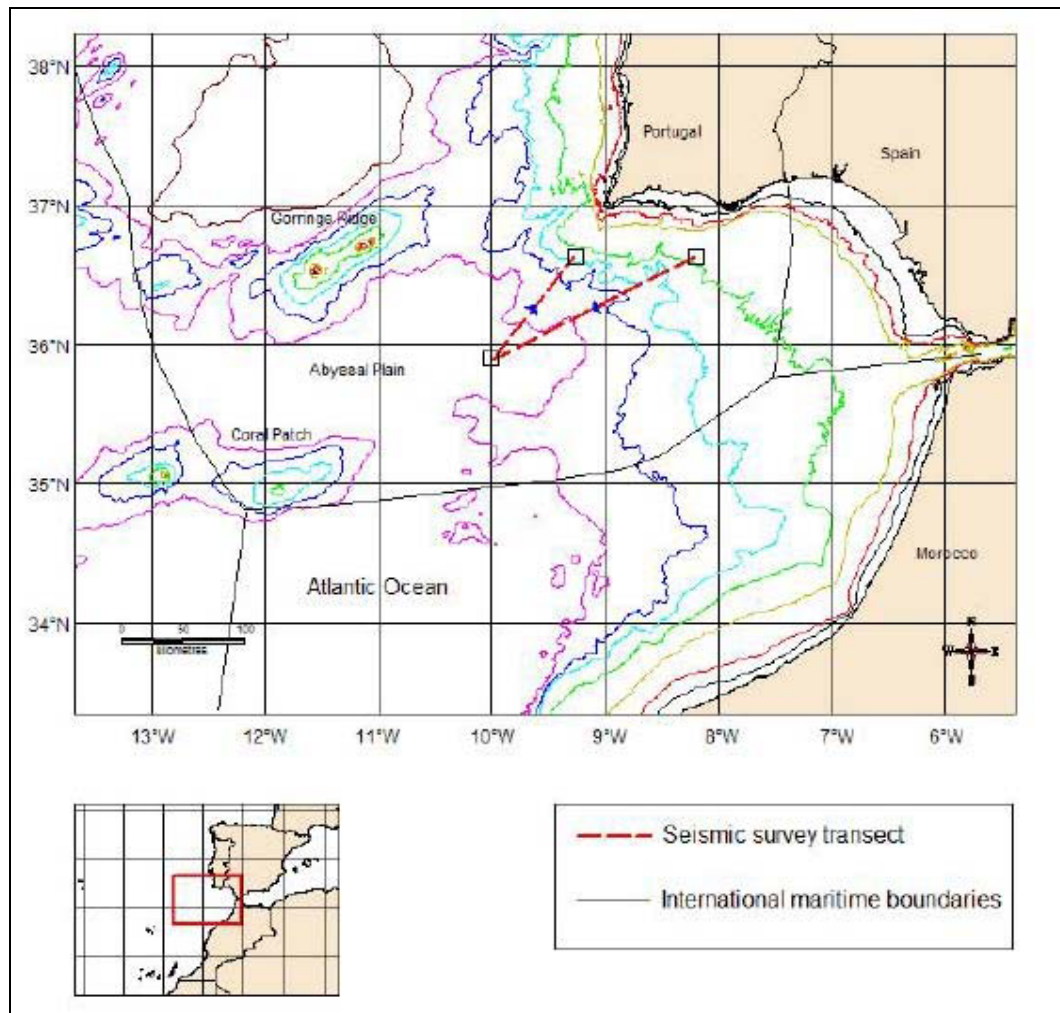 38°N
Portugal
Spain
37°N
Gorringe Ridge
36°N
Abyssal Plain
Coral Patch
35°N
Morocco
Atlantic Ocean
34°N
0 50 100
kilometres
N
W E
S
13°W 12°W 11°W 10°W 9°W 8°W 7°W 6°W
Seismic survey transect
International maritime boundaries